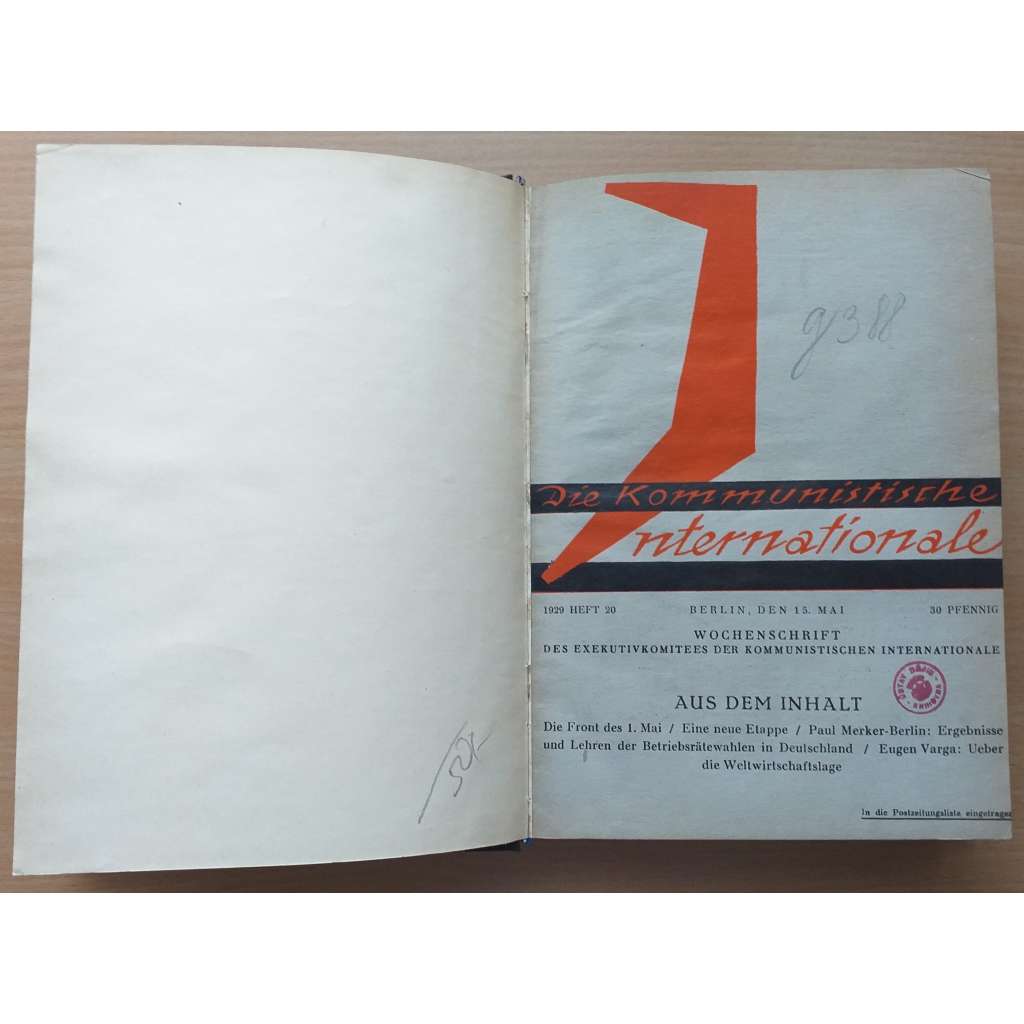 Die Kommunistische
Internationale
1929 HEFT 20 BERLIN, DEN 15. MAI 30 PFENNIG
WOCHENSCHRIFT
DES EXEKUTIVKOMITEES DER KOMMUNISTISCHEN INTERNATIONALE
AUS DEM INHALT
Die Front des 1. Mai / Eine neue Etappe / Paul Merker-Berlin: Ergebnisse
und Lehren der Betriebsrätewahlen in Deutschland / Eugen Varga: Ueber
die Weltwirtschaftslage
In die Postzeitungsliste eingetragen